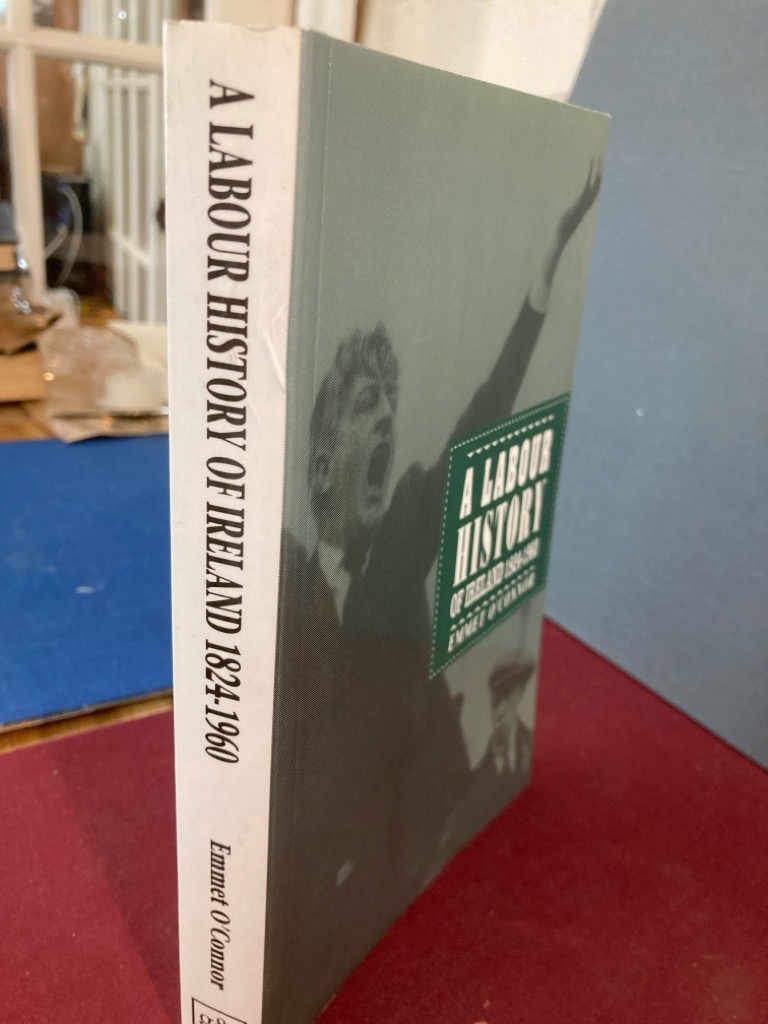 A LABOUR HISTORY OF IRELAND 1824-1960
Emmet O'Connor
A LABOUR
HISTORY
OF IRELAND 1824-1960
EMMET O'CONNOR